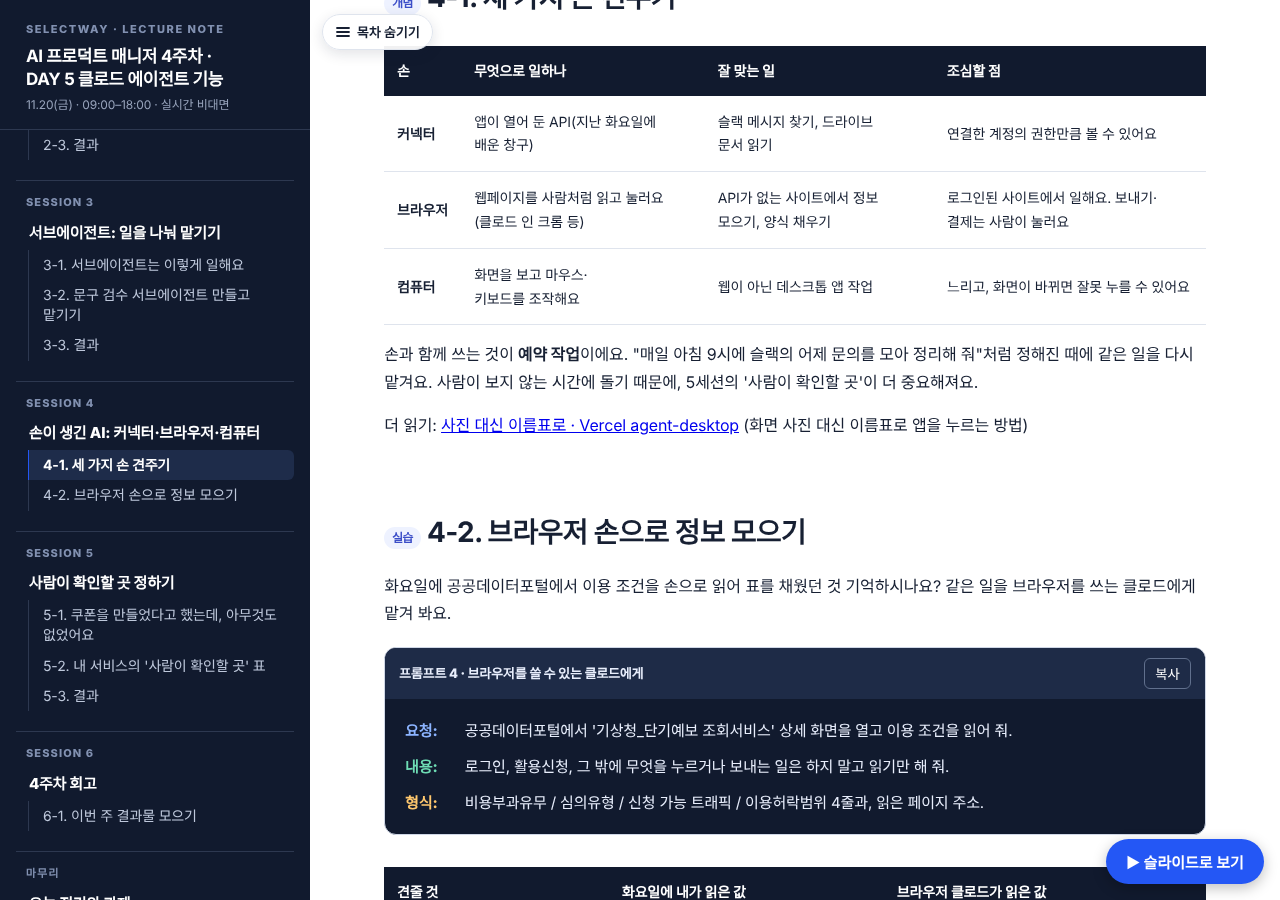 SELECTWAY · LECTURE NOTE
AI 프로덕트 매니저 4주차 ·
DAY 5 클로드 에이전트 기능
11.20(금) · 09:00–18:00 · 실시간 비대면
2-3. 결과
SESSION 3
서브에이전트: 일을 나눠 맡기기
3-1. 서브에이전트는 이렇게 일해요
3-2. 문구 검수 서브에이전트 만들고
맡기기
3-3. 결과
SESSION 4
손이 생긴 AI: 커넥터·브라우저·컴퓨터
4-1. 세 가지 손 견주기
4-2. 브라우저 손으로 정보 모으기
SESSION 5
사람이 확인할 곳 정하기
5-1. 쿠폰을 만들었다고 했는데, 아무것도
없었어요
5-2. 내 서비스의 '사람이 확인할 곳' 표
5-3. 결과
SESSION 6
4주차 회고
6-1. 이번 주 결과물 모으기
마무리
개념 4-1. 세 가지 손 견주기
목차 숨기기
손 무엇으로 일하나 잘 맞는 일 조심할 점
커넥터 앱이 열어 둔 API(지난 화요일에 배운 창구) 슬랙 메시지 찾기, 드라이브 문서 읽기 연결한 계정의 권한만큼 볼 수 있어요
브라우저 웹페이지를 사람처럼 읽고 눌러요 (클로드 인 크롬 등) API가 없는 사이트에서 정보 모으기, 양식 채우기 로그인된 사이트에서 일해요. 보내기·결제는 사람이 눌러요
컴퓨터 화면을 보고 마우스·키보드를 조작해요 웹이 아닌 데스크톱 앱 작업 느리고, 화면이 바뀌면 잘못 누를 수 있어요
손과 함께 쓰는 것이 예약 작업이에요. "매일 아침 9시에 슬랙의 어제 문의를 모아 정리해 줘"처럼 정해진 때에 같은 일을 다시
맡겨요. 사람이 보지 않는 시간에 돌기 때문에, 5세션의 '사람이 확인할 곳'이 더 중요해져요.
더 읽기: 사진 대신 이름표로 · Vercel agent-desktop (화면 사진 대신 이름표로 앱을 누르는 방법)
실습 4-2. 브라우저 손으로 정보 모으기
화요일에 공공데이터포털에서 이용 조건을 손으로 읽어 표를 채웠던 것 기억하시나요? 같은 일을 브라우저를 쓰는 클로드에게
맡겨 봐요.
프롬프트 4 · 브라우저를 쓸 수 있는 클로드에게 복사
요청: 공공데이터포털에서 '기상청_단기예보 조회서비스' 상세 화면을 열고 이용 조건을 읽어 줘.
내용: 로그인, 활용신청, 그 밖에 무엇을 누르거나 보내는 일은 하지 말고 읽기만 해 줘.
형식: 비용부과유무 / 심의유형 / 신청 가능 트래픽 / 이용허락범위 4줄과, 읽은 페이지 주소.
▶ 슬라이드로 보기
견줄 것 화요일에 내가 읽은 값 브라우저 클로드가 읽은 값